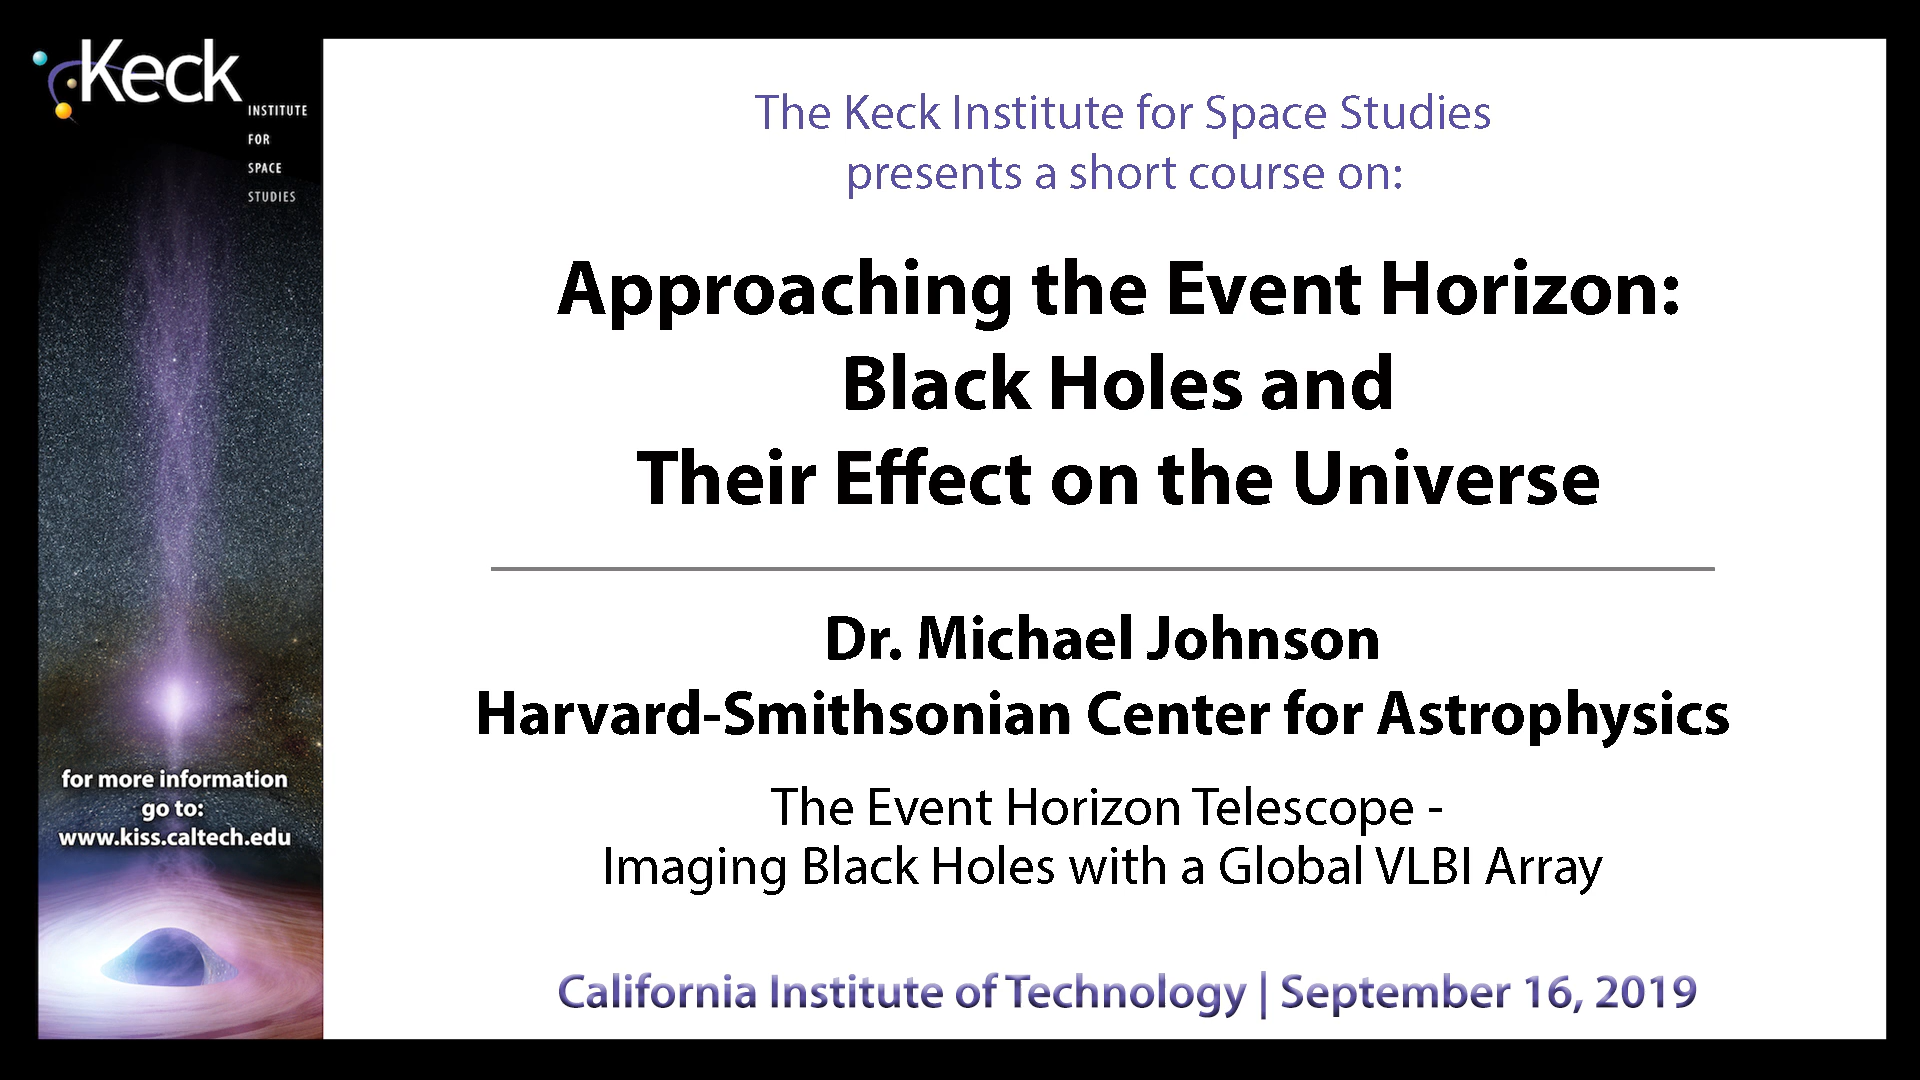 Keck
INSTITUTE
FOR
SPACE
STUDIES
for more information
go to:
www.kiss.caltech.edu
The Keck Institute for Space Studies
presents a short course on:
Approaching the Event Horizon:
Black Holes and
Their Effect on the Universe
Dr. Michael Johnson
Harvard-Smithsonian Center for Astrophysics
The Event Horizon Telescope -
Imaging Black Holes with a Global VLBI Array
California Institute of Technology | September 16, 2019